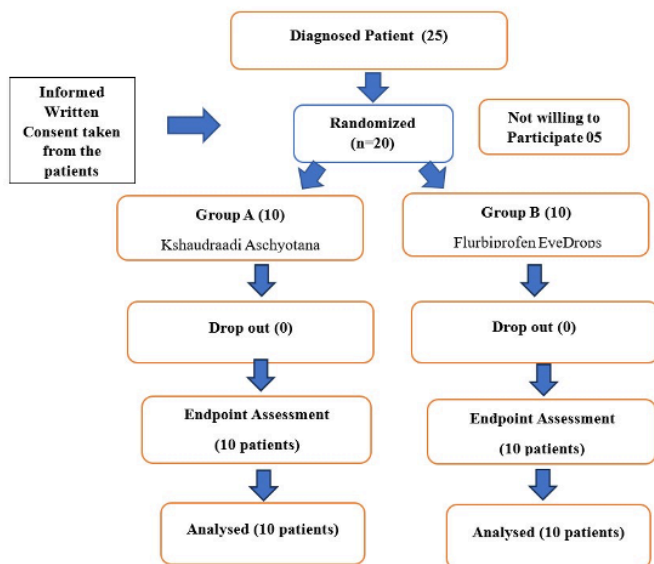 Diagnosed Patient (25)
Informed
Written
Consent taken
from the
patients
Randomized
(n=20)
Not willing to
Participate 05
Group A (10)
Kshaudraadi Aschyotana
Group B (10)
Flurbiprofen EyeDrops
Drop out (0)
Drop out (0)
Endpoint Assessment
(10 patients)
Endpoint Assessment
(10 patients)
Analysed (10 patients)
Analysed (10 patients)